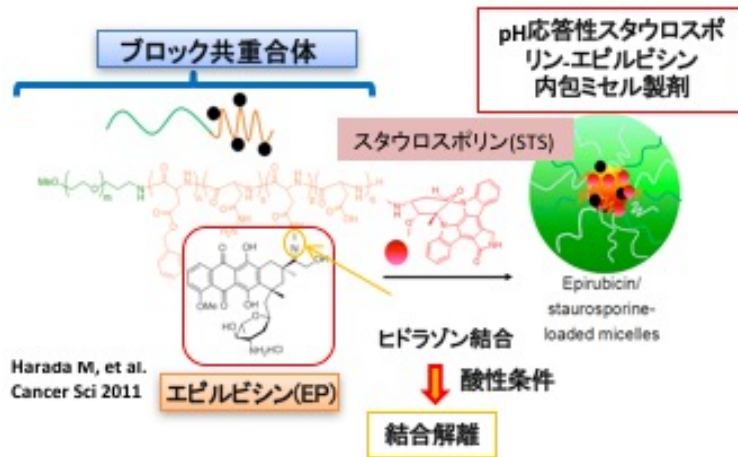 ブロック共重合体
pH応答性スタウロスポ
リン-エピルビシン
内包ミセル製剤
スタウロスポリン(STS)
エピルビシン(EP)
Harada M, et al.
Cancer Sci 2011
ヒドラゾン結合
酸性条件
結合解離
Epirubicin/
staurosporine-
loaded micelles